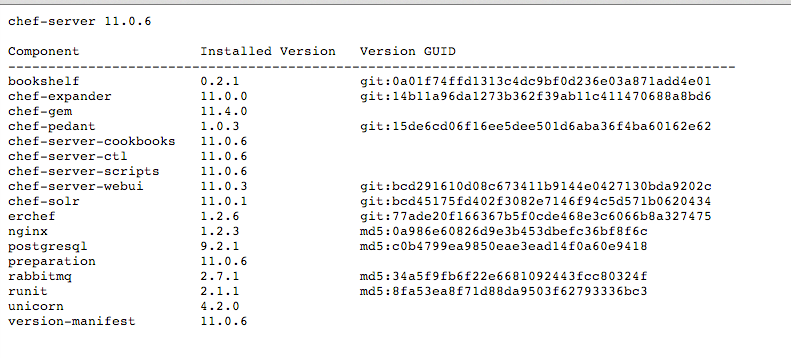 chef-server 11.0.6
Component Installed Version Version GUID
--------------------------------------------------------------------------------------------
bookshelf 0.2.1 git:0a01f74ffd1313c4dc9bf0d236e03a871add4e01
chef-expander 11.0.0 git:14b11a96da1273b362f39ab11c411470688a8bd6
chef-gem 11.4.0
chef-pedant 1.0.3 git:15de6cd06f16ee5dee501d6aba36f4ba60162e62
chef-server-cookbooks 11.0.6
chef-server-ctl 11.0.6
chef-server-scripts 11.0.6
chef-server-webui 11.0.3 git:bcd291610d08c673411b9144e0427130bda9202c
chef-solr 11.0.1 git:bcd45175fd402f3082e7146f94c5d571b0620434
erchef 1.2.6 git:77ade20f166367b5f0cde468e3c6066b8a327475
nginx 1.2.3 md5:0a986e60826d9e3b453dbefc36bf8f6c
postgresql 9.2.1 md5:c0b4799ea9850eae3ead14f0a60e9418
preparation 11.0.6
rabbitmq 2.7.1 md5:34a5f9fb6f22e6681092443fcc80324f
runit 2.1.1 md5:8fa53ea8f71d88da9503f62793336bc3
unicorn 4.2.0
version-manifest 11.0.6